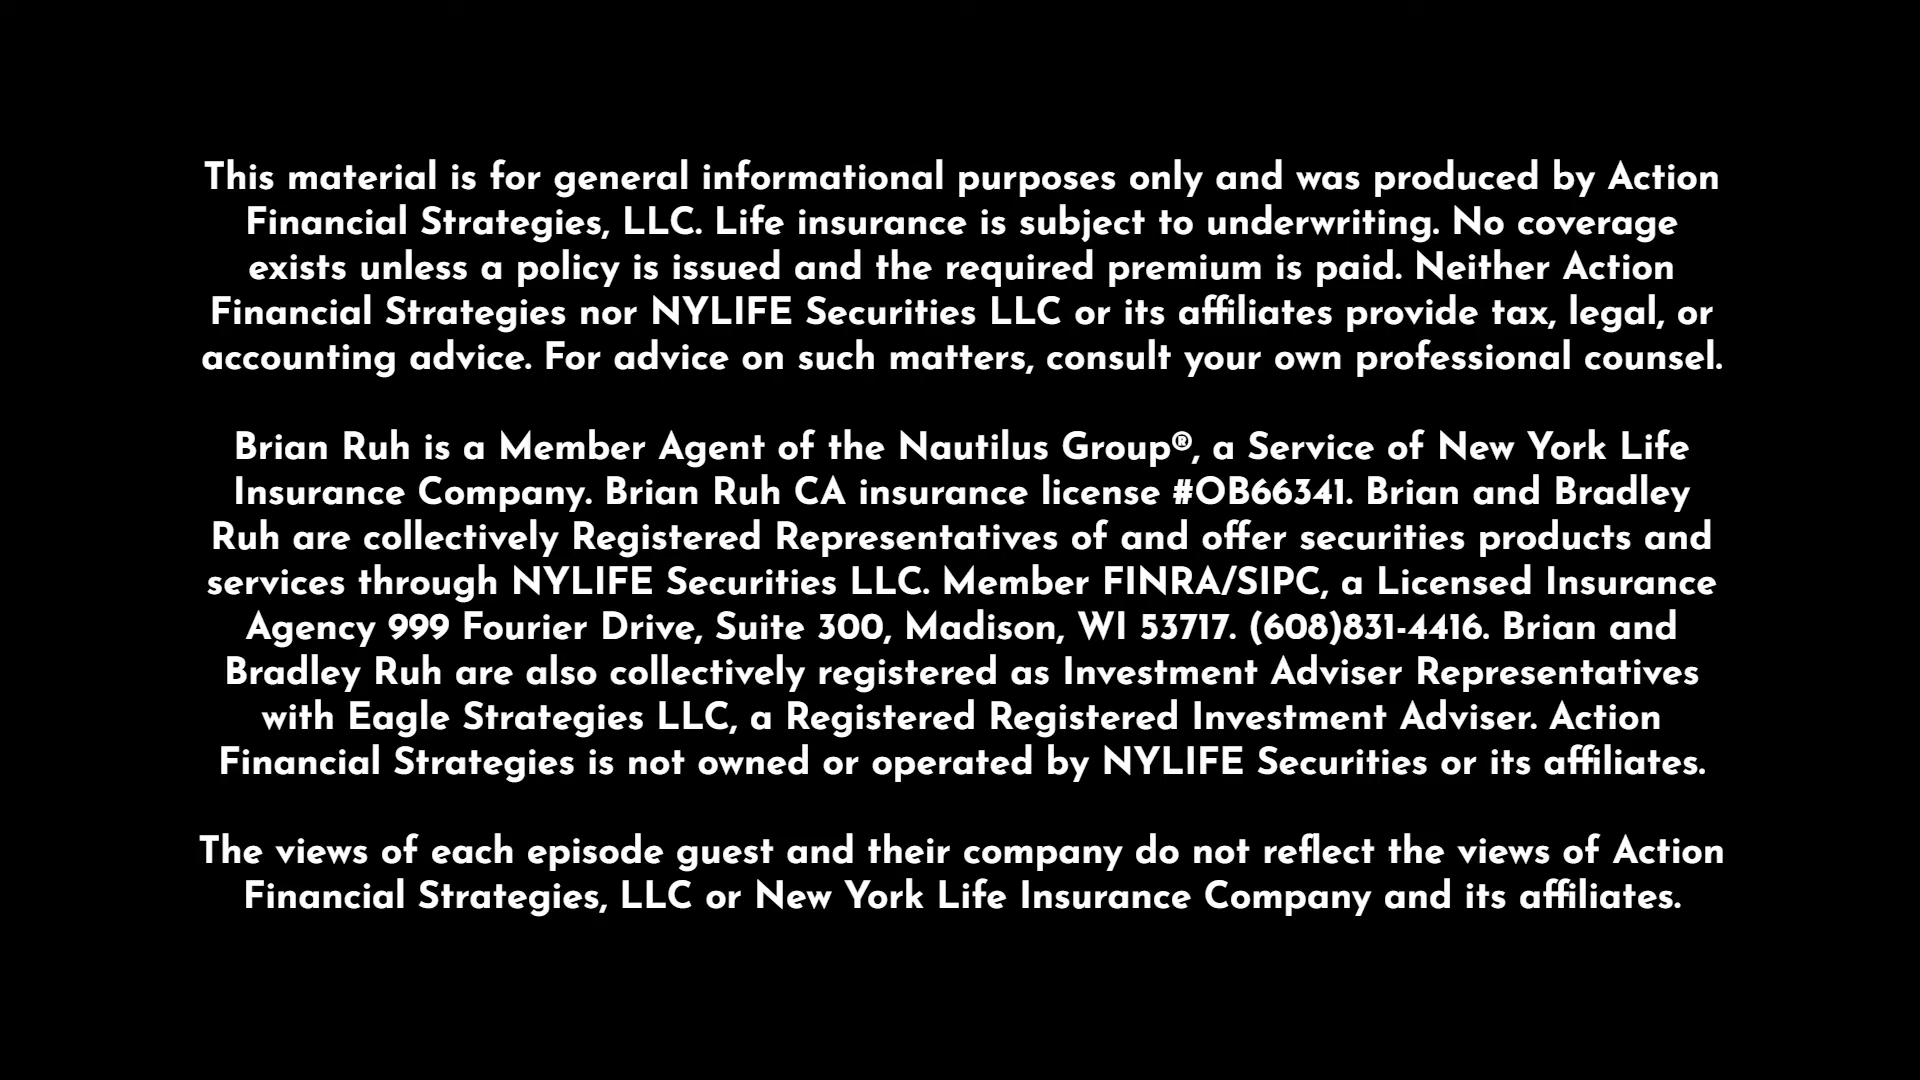 This material is for general informational purposes only and was produced by Action
Financial Strategies, LLC. Life insurance is subject to underwriting. No coverage
exists unless a policy is issued and the required premium is paid. Neither Action
Financial Strategies nor NYLIFE Securities LLC or its affiliates provide tax, legal, or
accounting advice. For advice on such matters, consult your own professional counsel.
Brian Ruh is a Member Agent of the Nautilus Group®, a Service of New York Life
Insurance Company. Brian Ruh CA insurance license #OB66341. Brian and Bradley
Ruh are collectively Registered Representatives of and offer securities products and
services through NYLIFE Securities LLC. Member FINRA/SIPC, a Licensed Insurance
Agency 999 Fourier Drive, Suite 300, Madison, WI 53717. (608)831-4416. Brian and
Bradley Ruh are also collectively registered as Investment Adviser Representatives
with Eagle Strategies LLC, a Registered Registered Investment Adviser. Action
Financial Strategies is not owned or operated by NYLIFE Securities or its affiliates.
The views of each episode guest and their company do not reflect the views of Action
Financial Strategies, LLC or New York Life Insurance Company and its affiliates.